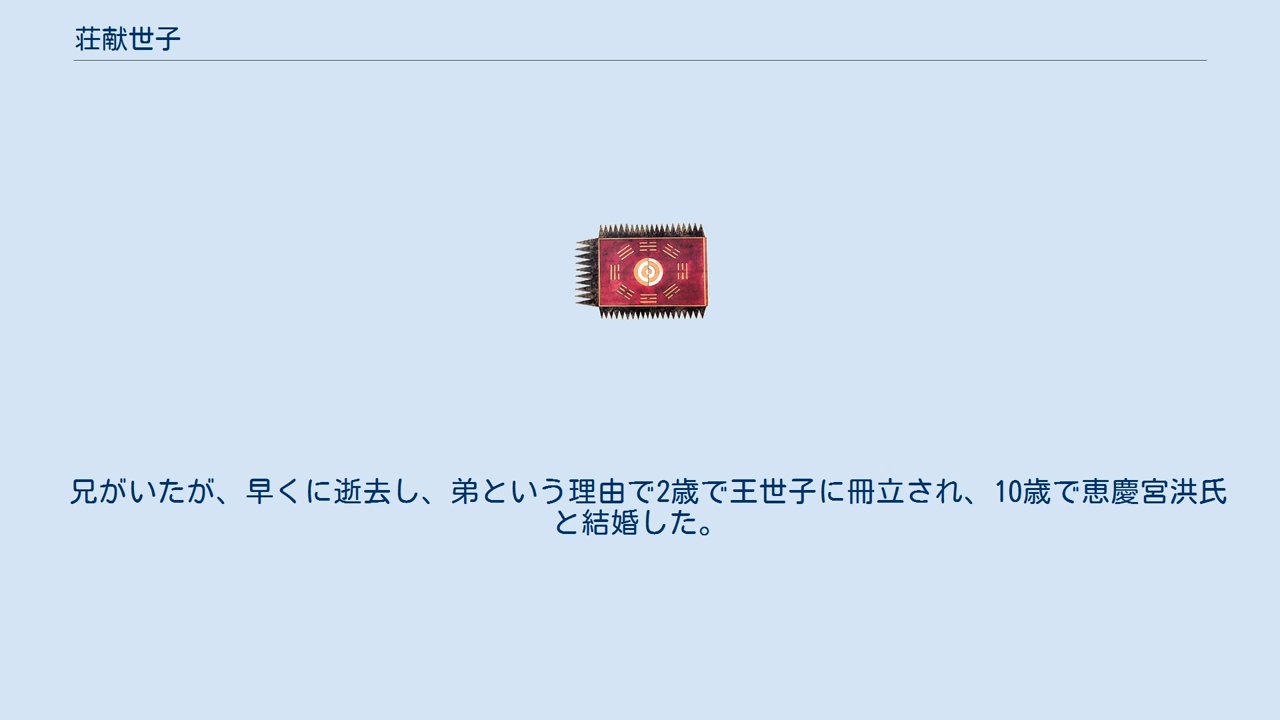 荘献世子
兄がいたが、早くに逝去し、弟という理由で2歳で王世子に冊立され、10歳で恵慶宮洪氏
と結婚した。